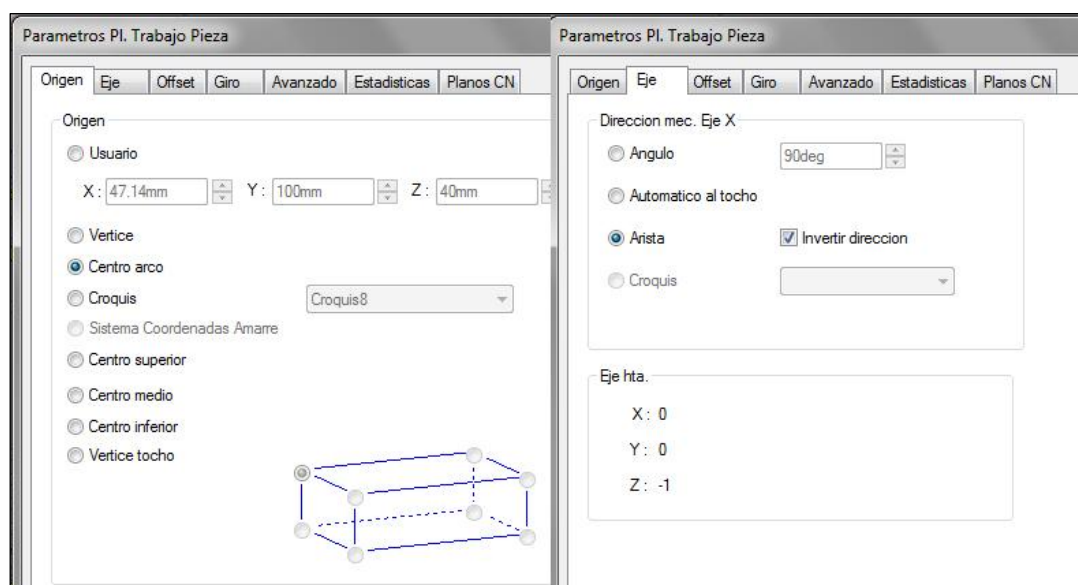 Parametros Pl. Trabajo Pieza
Origen Eje Offset Giro Avanzado Estadisticas Planos CN
Origen
Usuario
X : 47.14mm Y : 100mm Z : 40mm
Vertice
Centro arco
Croquis Croquis8
Sistema Coordenadas Amarre
Centro superior
Centro medio
Centro inferior
Vertice tocho
Parametros Pl. Trabajo Pieza
Origen Eje Offset Giro Avanzado Estadisticas Planos CN
Direccion mec. Eje X
Angulo 90deg
Automatico al tocho
Arista Invertir direccion
Croquis
Eje hta.
X : 0
Y : 0
Z : -1